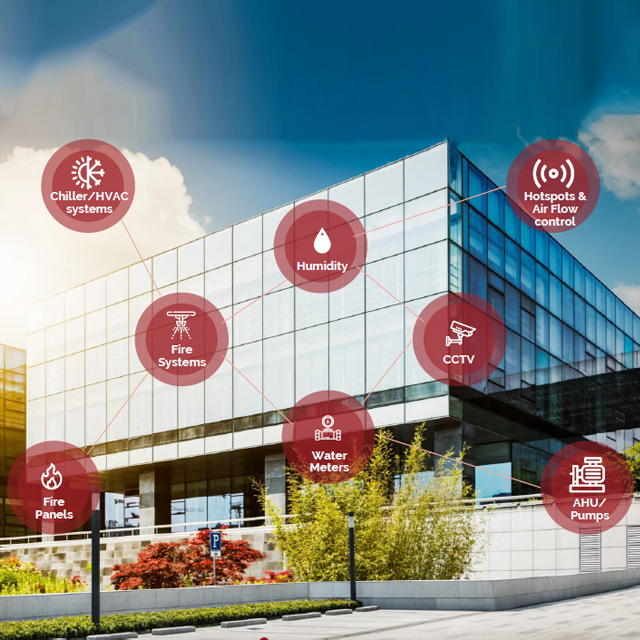 Chiller/HVAC
systems
Hotspots &
Air Flow
control
Humidity
Fire
Systems
CCTV
Water
Meters
Fire
Panels
AHU/
Pumps
P